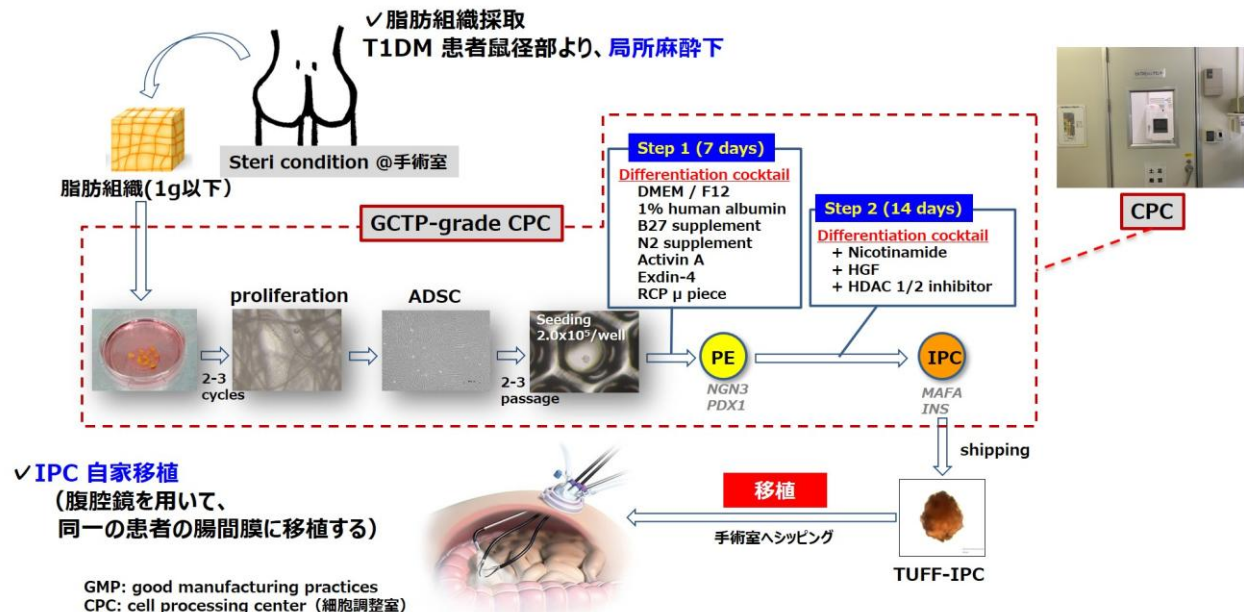 ✓脂肪組織採取
T1DM 患者鼠径部より、局所麻酔下
Steri condition @手術室
脂肪組織(1g以下)
GCTP-grade CPC
CPC
Step 1 (7 days)
Differentiation cocktail
DMEM / F12
1% human albumin
B27 supplement
N2 supplement
Activin A
Exdin-4
RCP μ piece
Step 2 (14 days)
Differentiation cocktail
+ Nicotinamide
+ HGF
+ HDAC 1/2 inhibitor
proliferation
ADSC
Seeding
2.0x10⁵/well
2-3
cycles
2-3
passage
PE
NGN3
PDX1
IPC
MAFA
INS
shipping
✓IPC 自家移植
(腹腔鏡を用いて、
同一の患者の腸間膜に移植する)
移植
手術室へシッピング
TUFF-IPC
GMP: good manufacturing practices
CPC: cell processing center（細胞調整室）